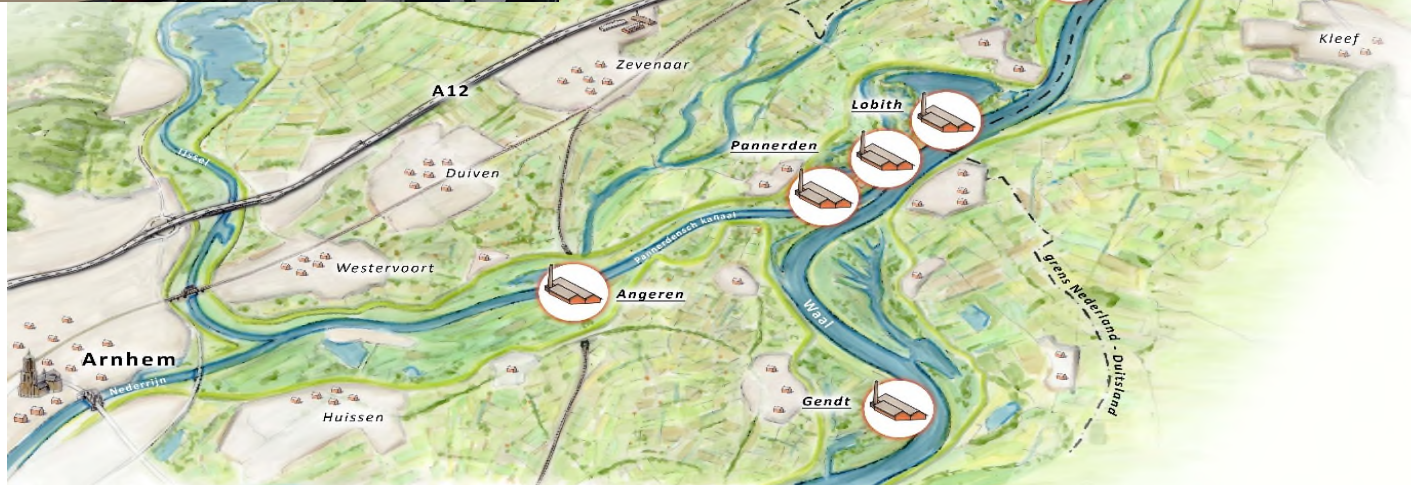 Kleef
Zevenaar
A12
Lobith
Pannerden
IJssel
Duiven
Pannerdensch kanaal
Westervoort
grens Nederland - Duitsland
Angeren
Waal
Arnhem
Nederrijn
Gendt
Huissen